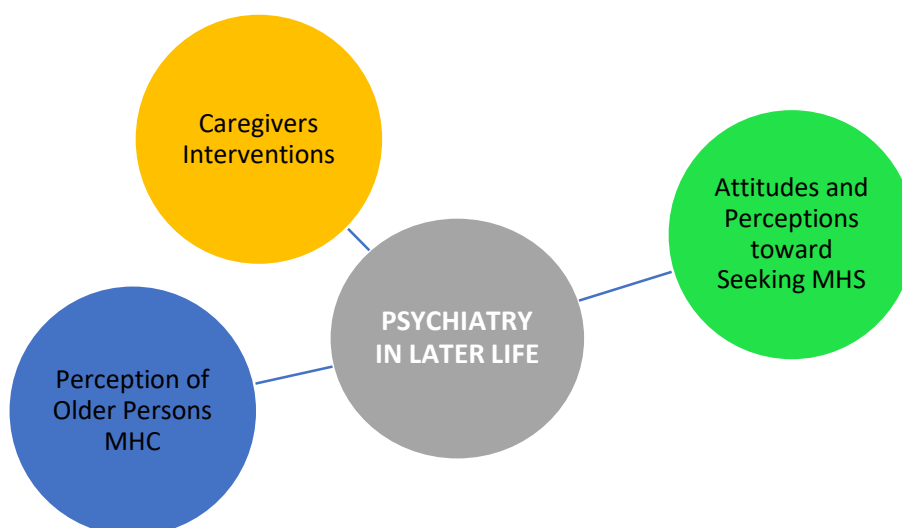 Caregivers
Interventions
Attitudes and
Perceptions
toward
Seeking MHS
PSYCHIATRY
IN LATER LIFE
Perception of
Older Persons
MHC